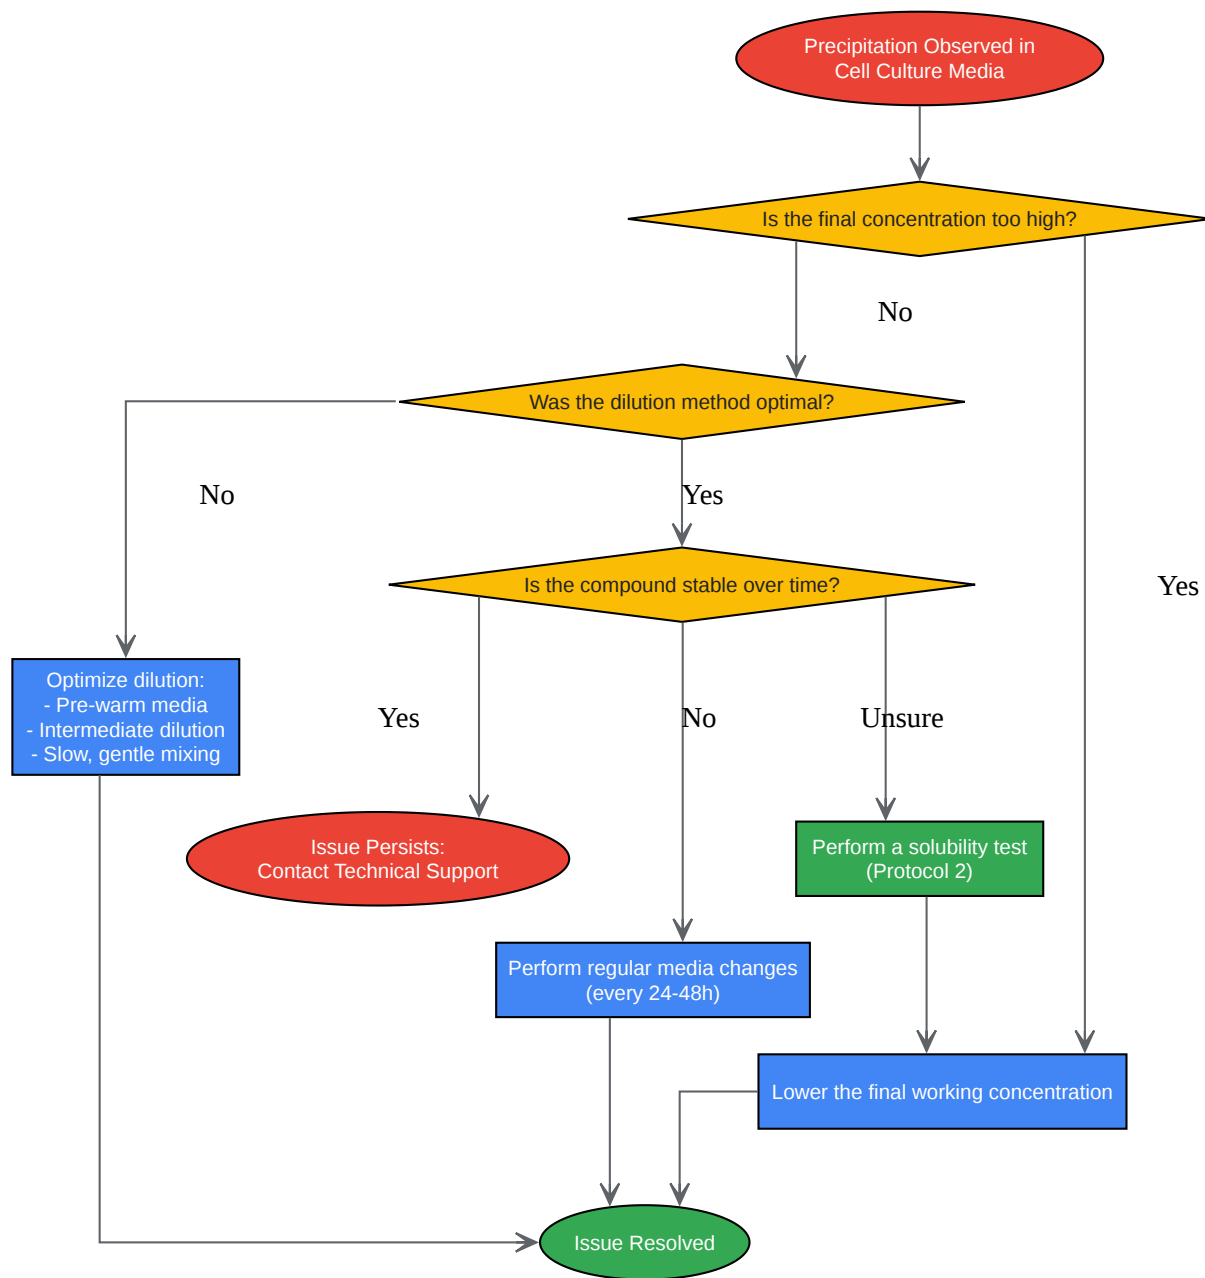 Precipitation Observed in
Cell Culture Media
Is the final concentration too high?
No
Was the dilution method optimal?
No
Yes
Is the compound stable over time?
Yes
Optimize dilution:
- Pre-warm media
- Intermediate dilution
- Slow, gentle mixing
Yes
No
Unsure
Issue Persists:
Contact Technical Support
Perform a solubility test
(Protocol 2)
Perform regular media changes
(every 24-48h)
Lower the final working concentration
Issue Resolved